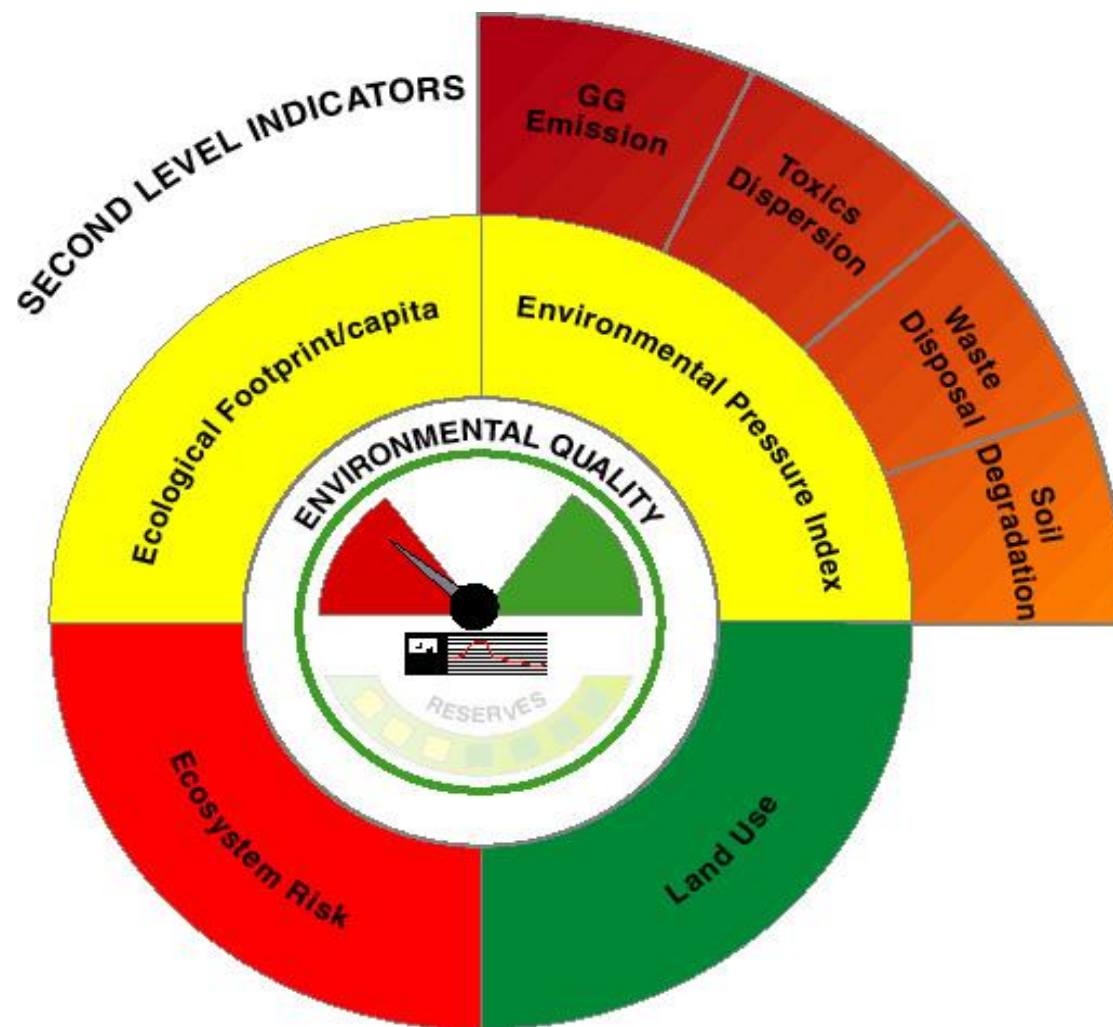 SECOND LEVEL INDICATORS
GG
Emission
Toxics
Dispersion
Waste
Disposal
Soil
Degradation
Ecological Footprint/capita
Environmental Pressure Index
ENVIRONMENTAL QUALITY
RESERVES
Ecosystem Risk
Land Use